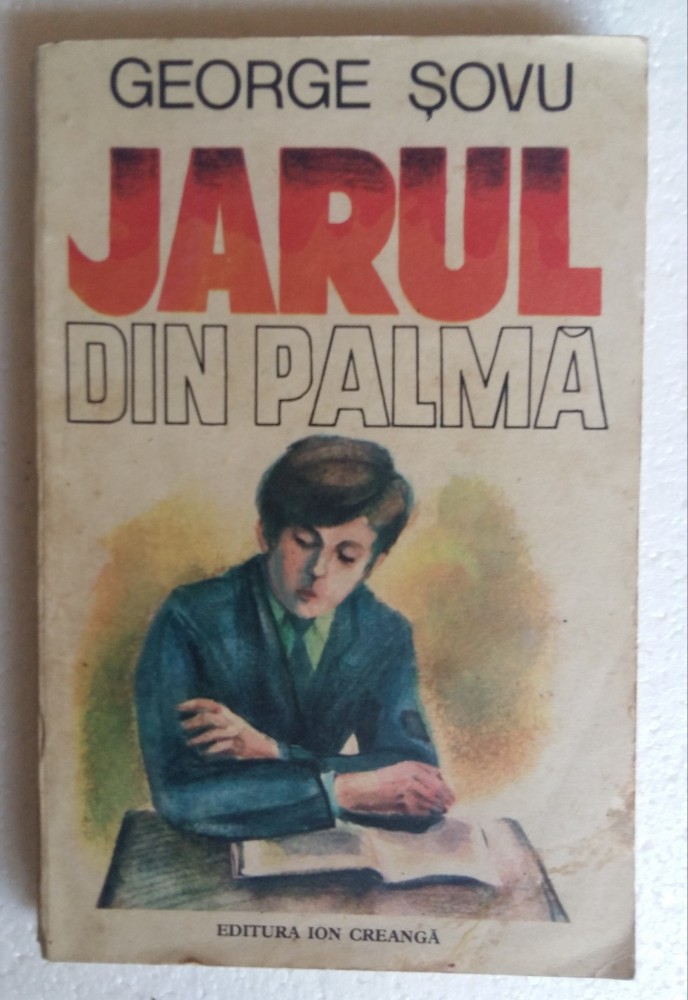 GEORGE ȘOVU
JARUL
DIN PALMĂ
EDITURA ION CREANGĂ